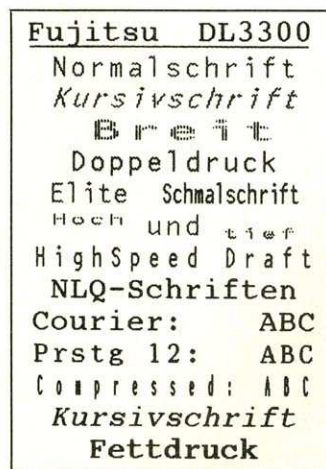 Fujitsu DL3300
Normalschrift
Kursivschrift
Breit
Doppeldruck
Elite Schmalschrift
Hoch und tief
HighSpeed Draft
NLQ-Schriften
Courier: ABC
Prstg 12: ABC
Compressed: ABC
Kursivschrift
Fettdruck